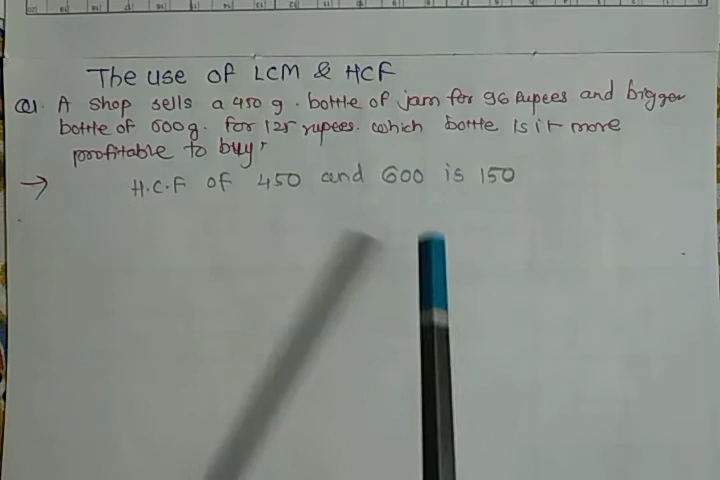 The use of LCM & HCF
Q1. A shop sells a 450 g. bottle of jam for 96 Rupees and bigger
bottle of 600g. for 125 rupees. which bottle is it more
profitable to buy?
→ H.C.F of 450 and 600 is 150